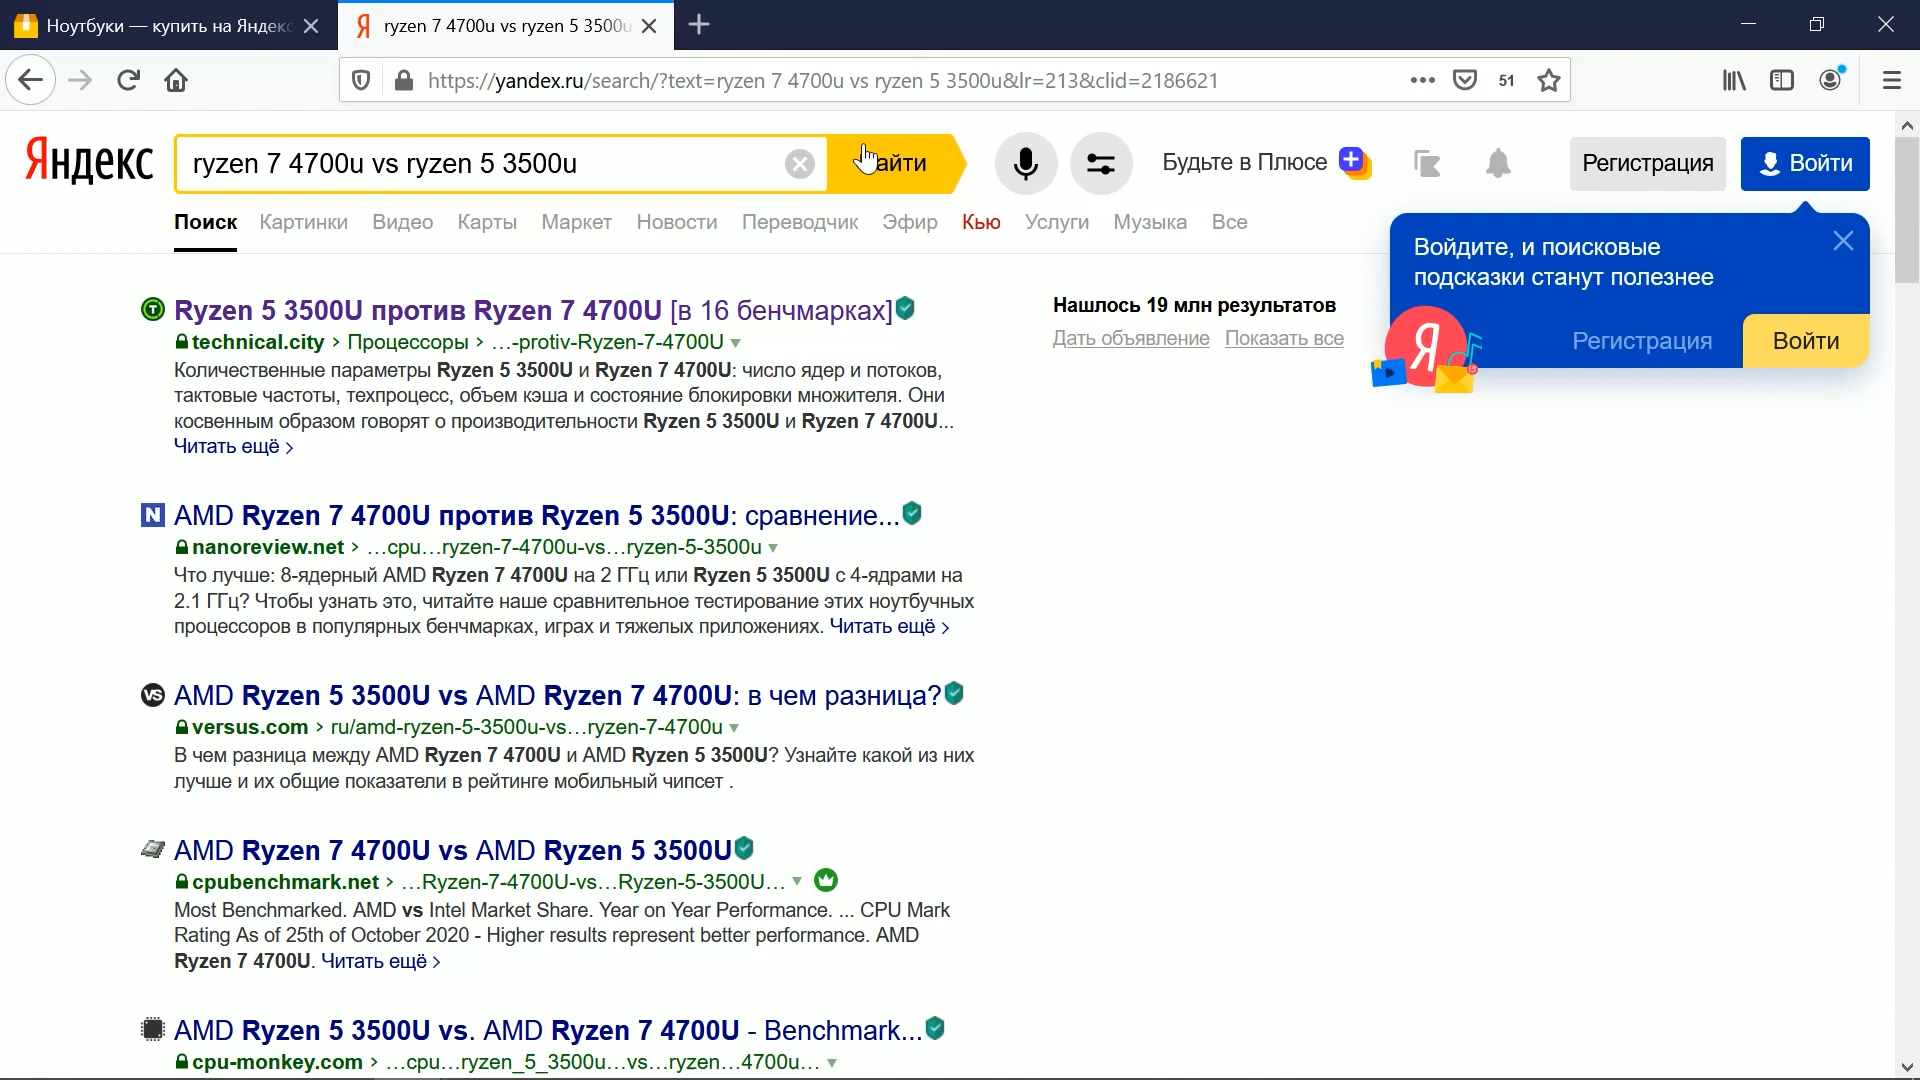 Ноутбуки — купить на Яндекс
ryzen 7 4700u vs ryzen 5 3500u
https://yandex.ru/search/?text=ryzen 7 4700u vs ryzen 5 3500u&lr=213&clid=2186621
51
Яндекс
ryzen 7 4700u vs ryzen 5 3500u
айти
Будьте в Плюсе
Регистрация
Войти
Поиск Картинки Видео Карты Маркет Новости Переводчик Эфир Кью Услуги Музыка Все
Войдите, и поисковые
подсказки станут полезнее
Регистрация
Войти
Я
Ryzen 5 3500U против Ryzen 7 4700U [в 16 бенчмарках]
technical.city › Процессоры › ...-protiv-Ryzen-7-4700U
Количественные параметры Ryzen 5 3500U и Ryzen 7 4700U: число ядер и потоков,
тактовые частоты, техпроцесс, объем кэша и состояние блокировки множителя. Они
косвенным образом говорят о производительности Ryzen 5 3500U и Ryzen 7 4700U...
Читать ещё ›
Нашлось 19 млн результатов
Дать объявление Показать все
N
AMD Ryzen 7 4700U против Ryzen 5 3500U: сравнение...
nanoreview.net › ...cpu...ryzen-7-4700u-vs...ryzen-5-3500u
Что лучше: 8-ядерный AMD Ryzen 7 4700U на 2 ГГц или Ryzen 5 3500U с 4-ядрами на
2.1 ГГц? Чтобы узнать это, читайте наше сравнительное тестирование этих ноутбучных
процессоров в популярных бенчмарках, играх и тяжелых приложениях. Читать ещё ›
VS
AMD Ryzen 5 3500U vs AMD Ryzen 7 4700U: в чем разница?
versus.com › ru/amd-ryzen-5-3500u-vs...ryzen-7-4700u
В чем разница между AMD Ryzen 7 4700U и AMD Ryzen 5 3500U? Узнайте какой из них
лучше и их общие показатели в рейтинге мобильный чипсет .
AMD Ryzen 7 4700U vs AMD Ryzen 5 3500U
cpubenchmark.net › ...Ryzen-7-4700U-vs...Ryzen-5-3500U...
Most Benchmarked. AMD vs Intel Market Share. Year on Year Performance. ... CPU Mark
Rating As of 25th of October 2020 - Higher results represent better performance. AMD
Ryzen 7 4700U. Читать ещё ›
AMD Ryzen 5 3500U vs. AMD Ryzen 7 4700U - Benchmark...
cpu-monkey.com › ...cpu...ryzen_5_3500u...vs...ryzen...4700u...